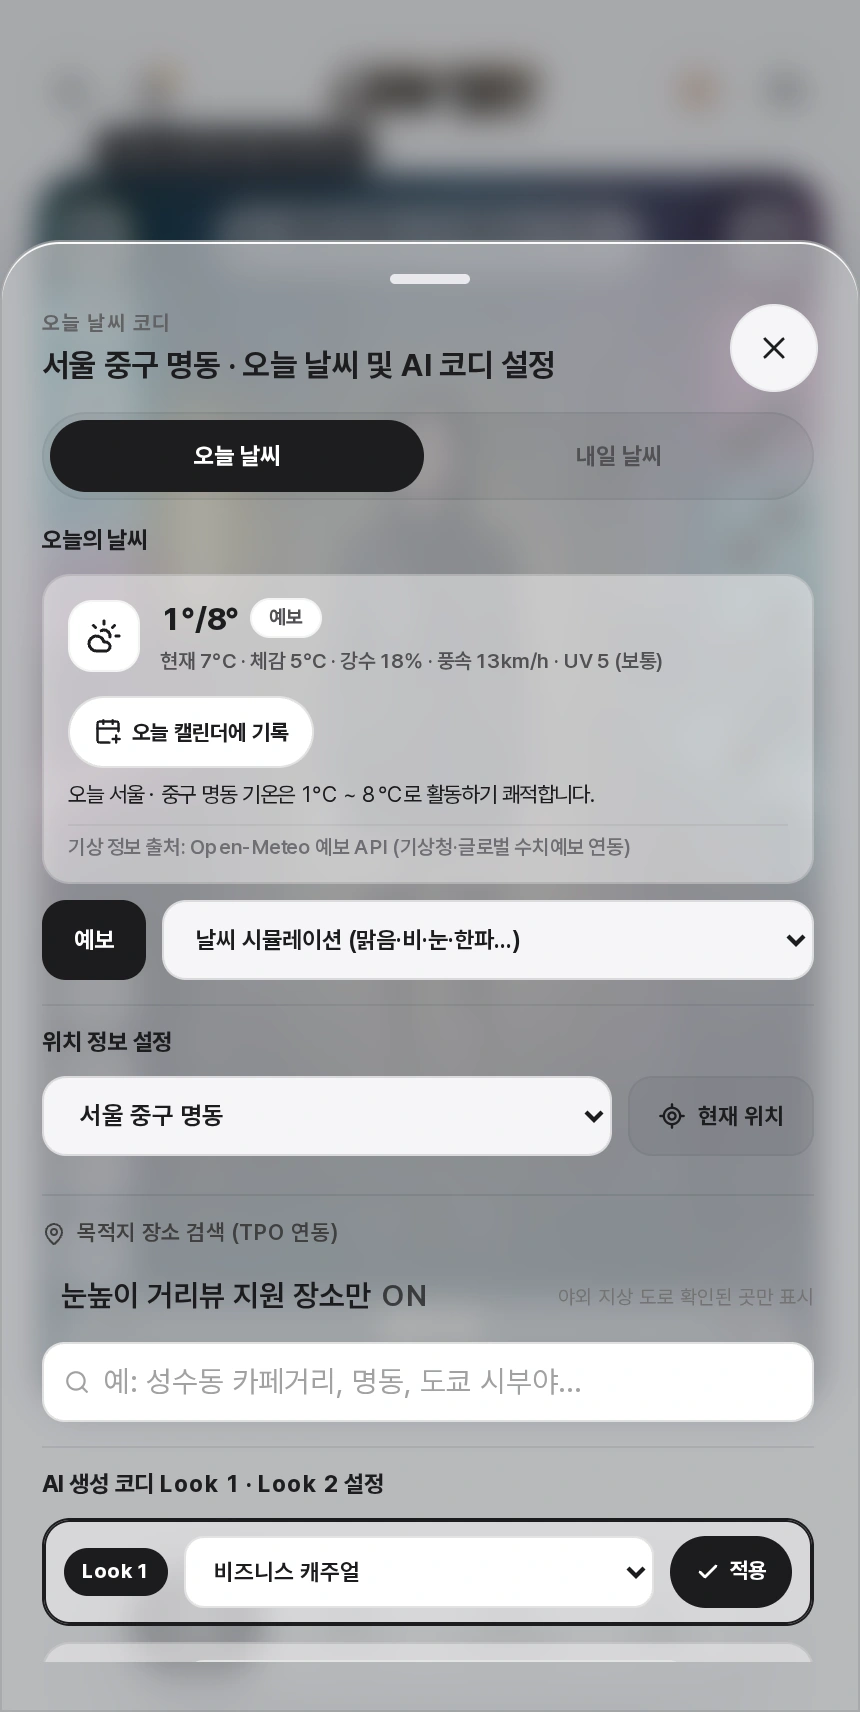 오늘 날씨 코디
서울 중구 명동 · 오늘 날씨 및 AI 코디 설정
오늘 날씨
내일 날씨
오늘의 날씨
1°/8°
예보
현재 7°C · 체감 5°C · 강수 18% · 풍속 13km/h · UV 5 (보통)
오늘 캘린더에 기록
오늘 서울 · 중구 명동 기온은 1°C ~ 8°C로 활동하기 쾌적합니다.
기상 정보 출처: Open-Meteo 예보 API (기상청·글로벌 수치예보 연동)
예보
날씨 시뮬레이션 (맑음·비·눈·한파...)
위치 정보 설정
서울 중구 명동
현재 위치
목적지 장소 검색 (TPO 연동)
눈높이 거리뷰 지원 장소만 ON
야외 지상 도로 확인된 곳만 표시
예: 성수동 카페거리, 명동, 도쿄 시부야...
AI 생성 코디 Look 1 · Look 2 설정
Look 1
비즈니스 캐주얼
적용